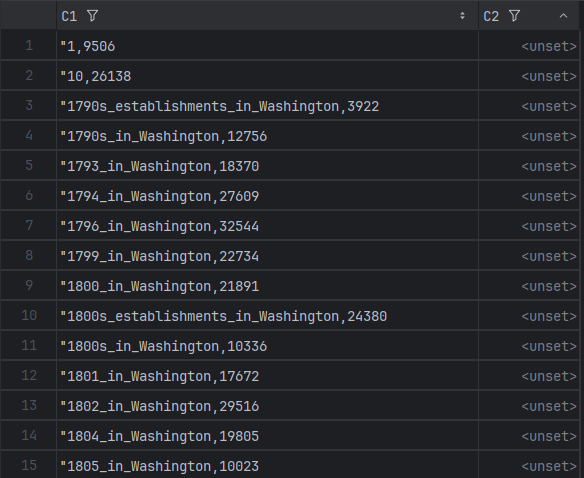 C1 C2
1 "1,9506 <unset>
2 "10,26138 <unset>
3 "1790s_establishments_in_Washington,3922 <unset>
4 "1790s_in_Washington,12756 <unset>
5 "1793_in_Washington,18370 <unset>
6 "1794_in_Washington,27609 <unset>
7 "1796_in_Washington,32544 <unset>
8 "1799_in_Washington,22734 <unset>
9 "1800_in_Washington,21891 <unset>
10 "1800s_establishments_in_Washington,24380 <unset>
11 "1800s_in_Washington,10336 <unset>
12 "1801_in_Washington,17672 <unset>
13 "1802_in_Washington,29516 <unset>
14 "1804_in_Washington,19805 <unset>
15 "1805_in_Washington,10023 <unset>